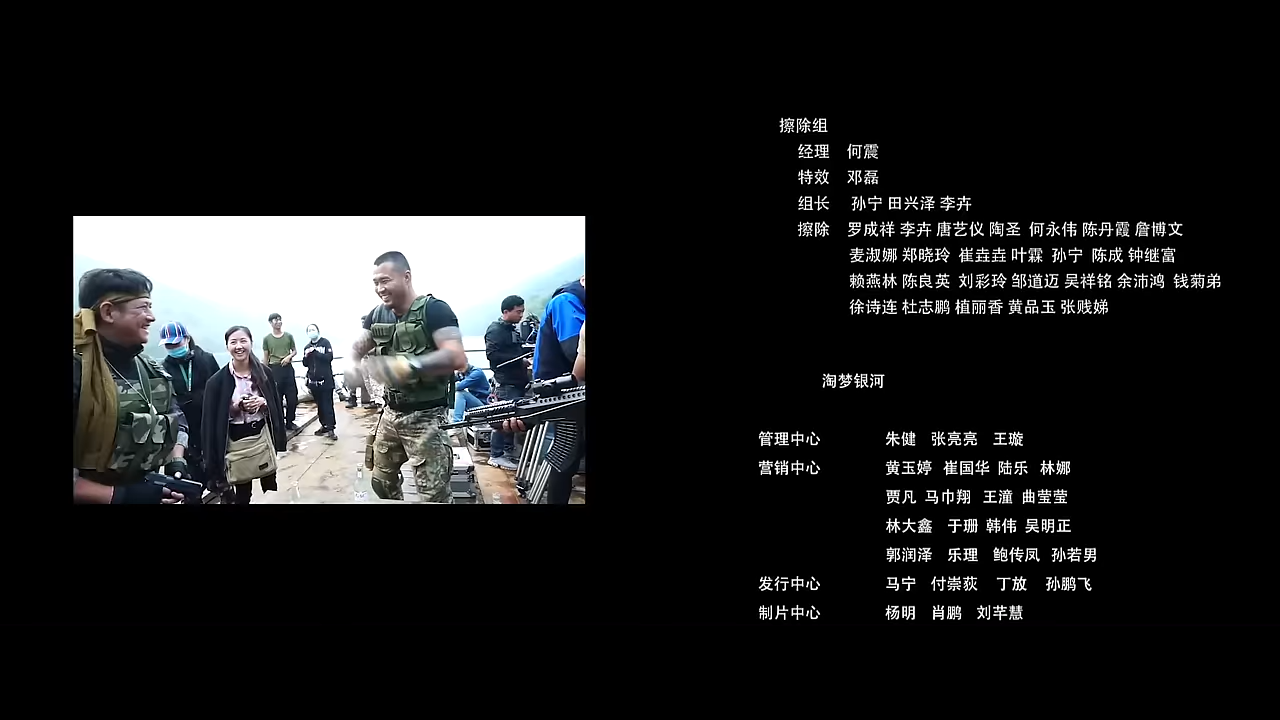 擦除组
经理 何震
特效 邓磊
组长 孙宁 田兴泽 李卉
擦除 罗成祥 李卉 唐艺仪 陶圣 何永伟 陈丹霞 詹博文
麦淑娜 郑晓玲 崔垚垚 叶霖 孙宁 陈成 钟继富
赖燕林 陈良英 刘彩玲 邹道迈 吴祥铭 余沛鸿 钱菊弟
徐诗连 杜志鹏 植丽香 黄品玉 张贱娣
淘梦银河
管理中心 朱健 张亮亮 王璇
营销中心 黄玉婷 崔国华 陆乐 林娜
贾凡 马巾翔 王潼 曲莹莹
林大鑫 于珊 韩伟 吴明正
郭润泽 乐理 鲍传凤 孙若男
发行中心 马宁 付崇荻 丁放 孙鹏飞
制片中心 杨明 肖鹏 刘芊慧